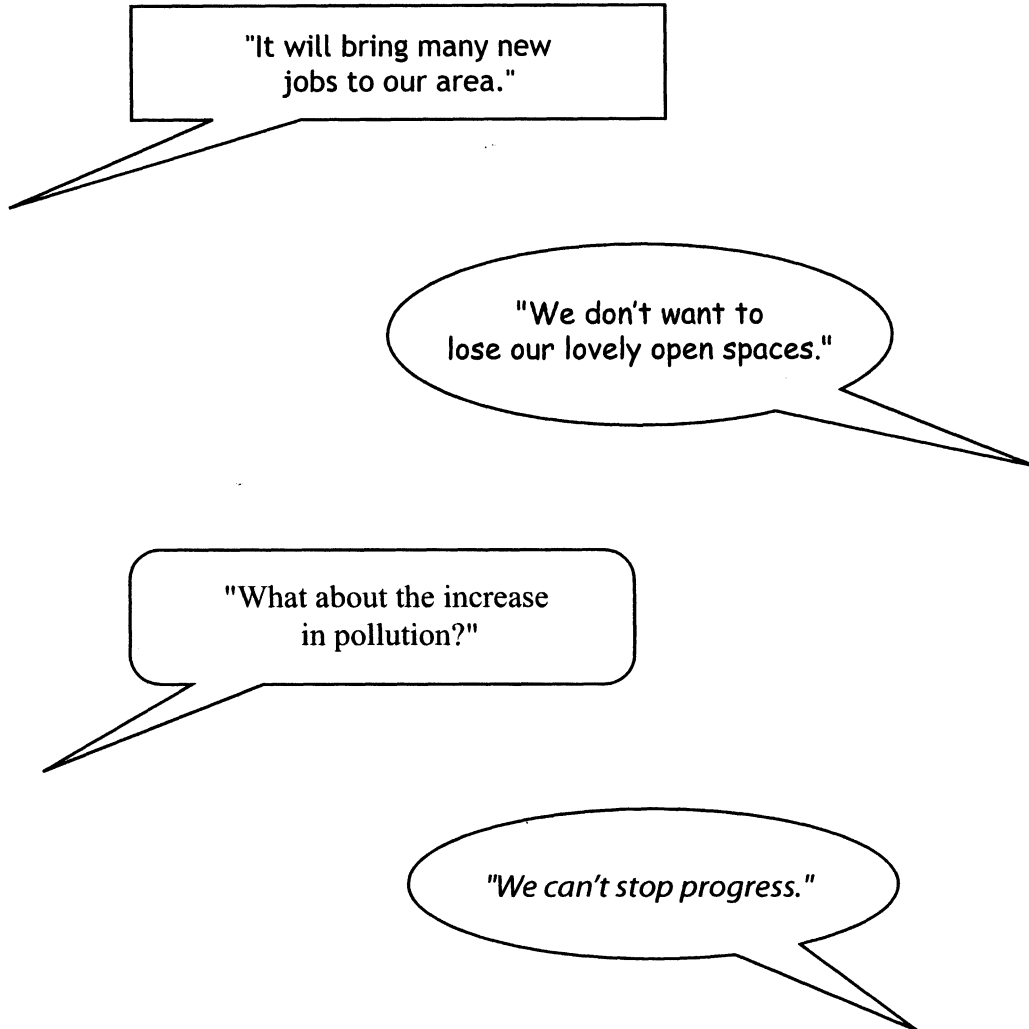 "It will bring many new
jobs to our area."
"We don't want to
lose our lovely open spaces."
"What about the increase
in pollution?"
"We can't stop progress."